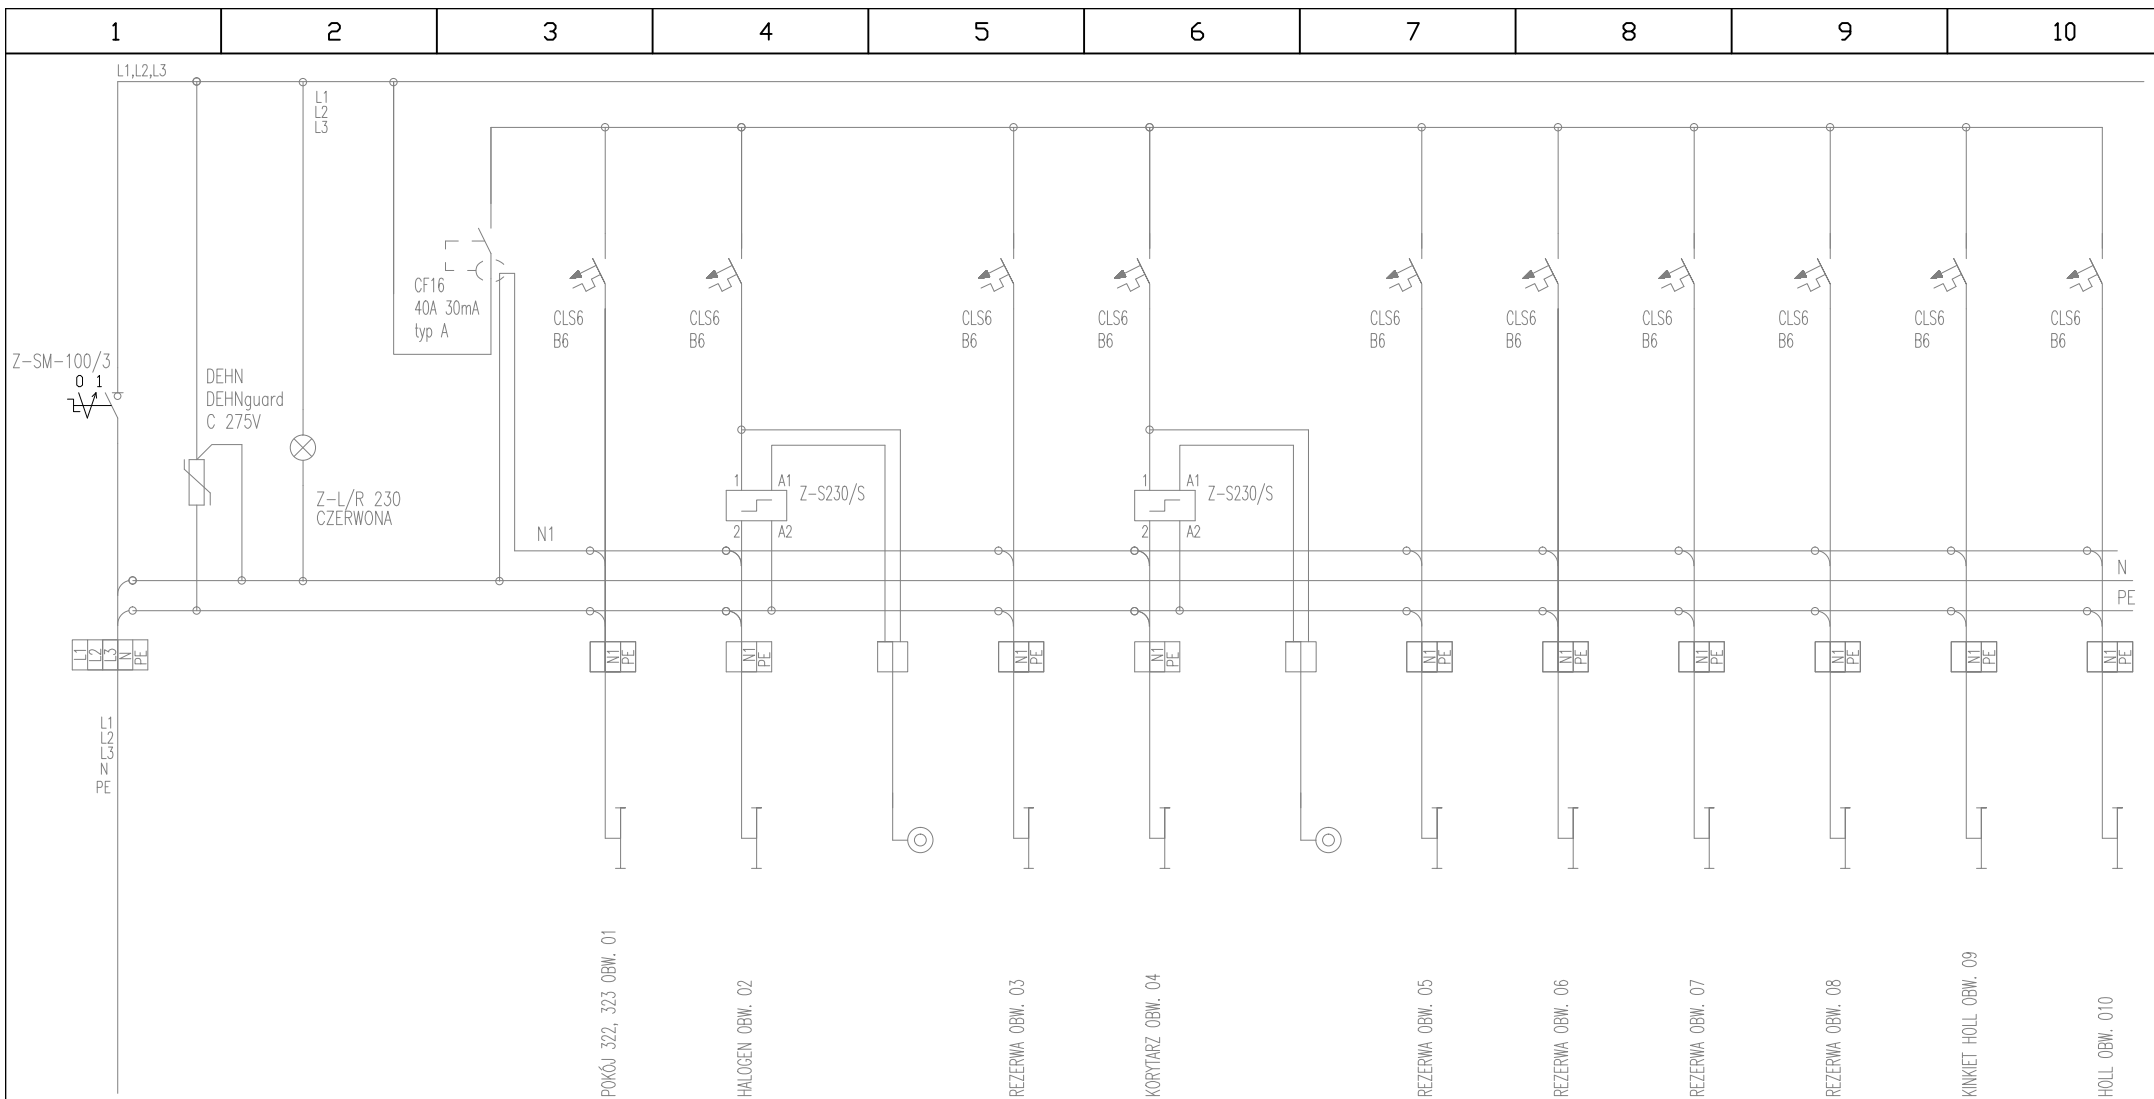 1 2 3 4 5 6 7 8 9 10
L1,L2,L3
L1
L2
L3
CF16
40A 30mA
typ A
CLS6
B6
CLS6
B6
CLS6
B6
CLS6
B6
CLS6
B6
CLS6
B6
CLS6
B6
CLS6
B6
CLS6
B6
CLS6
B6
Z-SM-100/3
0 1
DEHN
DEHNguard
C 275V
Z-L/R 230
CZERWONA
1 A1
Z-S230/S
2 A2
1 A1
Z-S230/S
2 A2
N1
N
PE
L1 L2 L3 N PE
N1 PE
N1 PE
N1 PE
N1 PE
N1 PE
N1 PE
N1 PE
N1 PE
N1 PE
N1 PE
L1
L2
L3
N
PE
POKÓJ 322, 323 OBW. 01
HALOGEN OBW. 02
REZERWA OBW. 03
KORYTARZ OBW. 04
REZERWA OBW. 05
REZERWA OBW. 06
REZERWA OBW. 07
REZERWA OBW. 08
KINKIET HOLL OBW. 09
HOLL OBW. 010